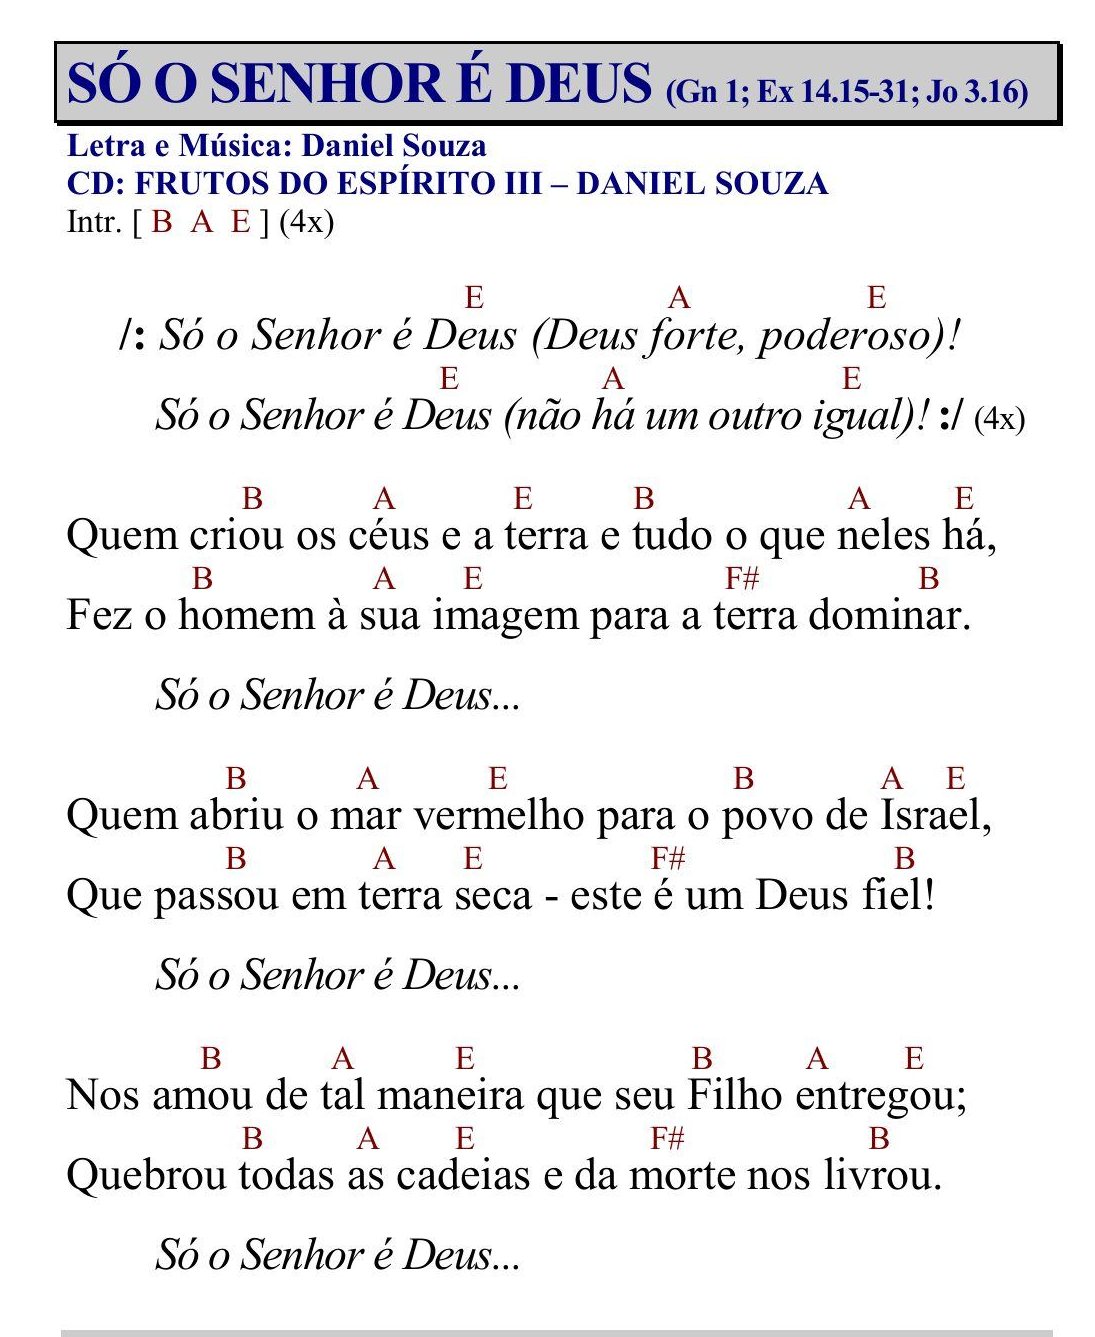 SÓ O SENHOR É DEUS (Gn 1; Ex 14.15-31; Jo 3.16)
Letra e Música: Daniel Souza
CD: FRUTOS DO ESPÍRITO III – DANIEL SOUZA
Intr. [ B A E ] (4x)
E A E
/: Só o Senhor é Deus (Deus forte, poderoso)!
E A E
Só o Senhor é Deus (não há um outro igual)! :/ (4x)
B A E B A E
Quem criou os céus e a terra e tudo o que neles há,
B A E F# B
Fez o homem à sua imagem para a terra dominar.
Só o Senhor é Deus...
B A E B A E
Quem abriu o mar vermelho para o povo de Israel,
B A E F# B
Que passou em terra seca - este é um Deus fiel!
Só o Senhor é Deus...
B A E B A E
Nos amou de tal maneira que seu Filho entregou;
B A E F# B
Quebrou todas as cadeias e da morte nos livrou.
Só o Senhor é Deus...